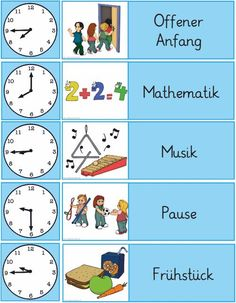 Offener
Anfang
2+2=4
Mathematik
Musik
Pause
Frühstück